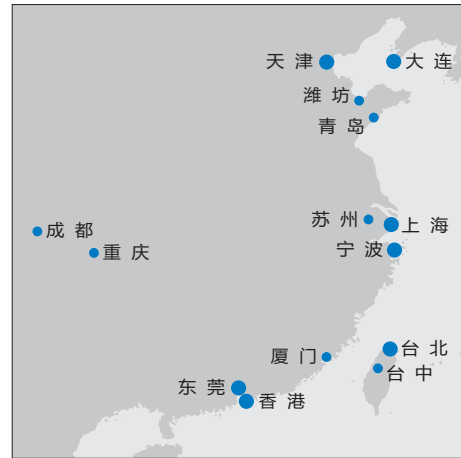 天津
大连
潍坊
青岛
苏州
上海
成都
宁波
重庆
厦门
台北
台中
东莞
香港